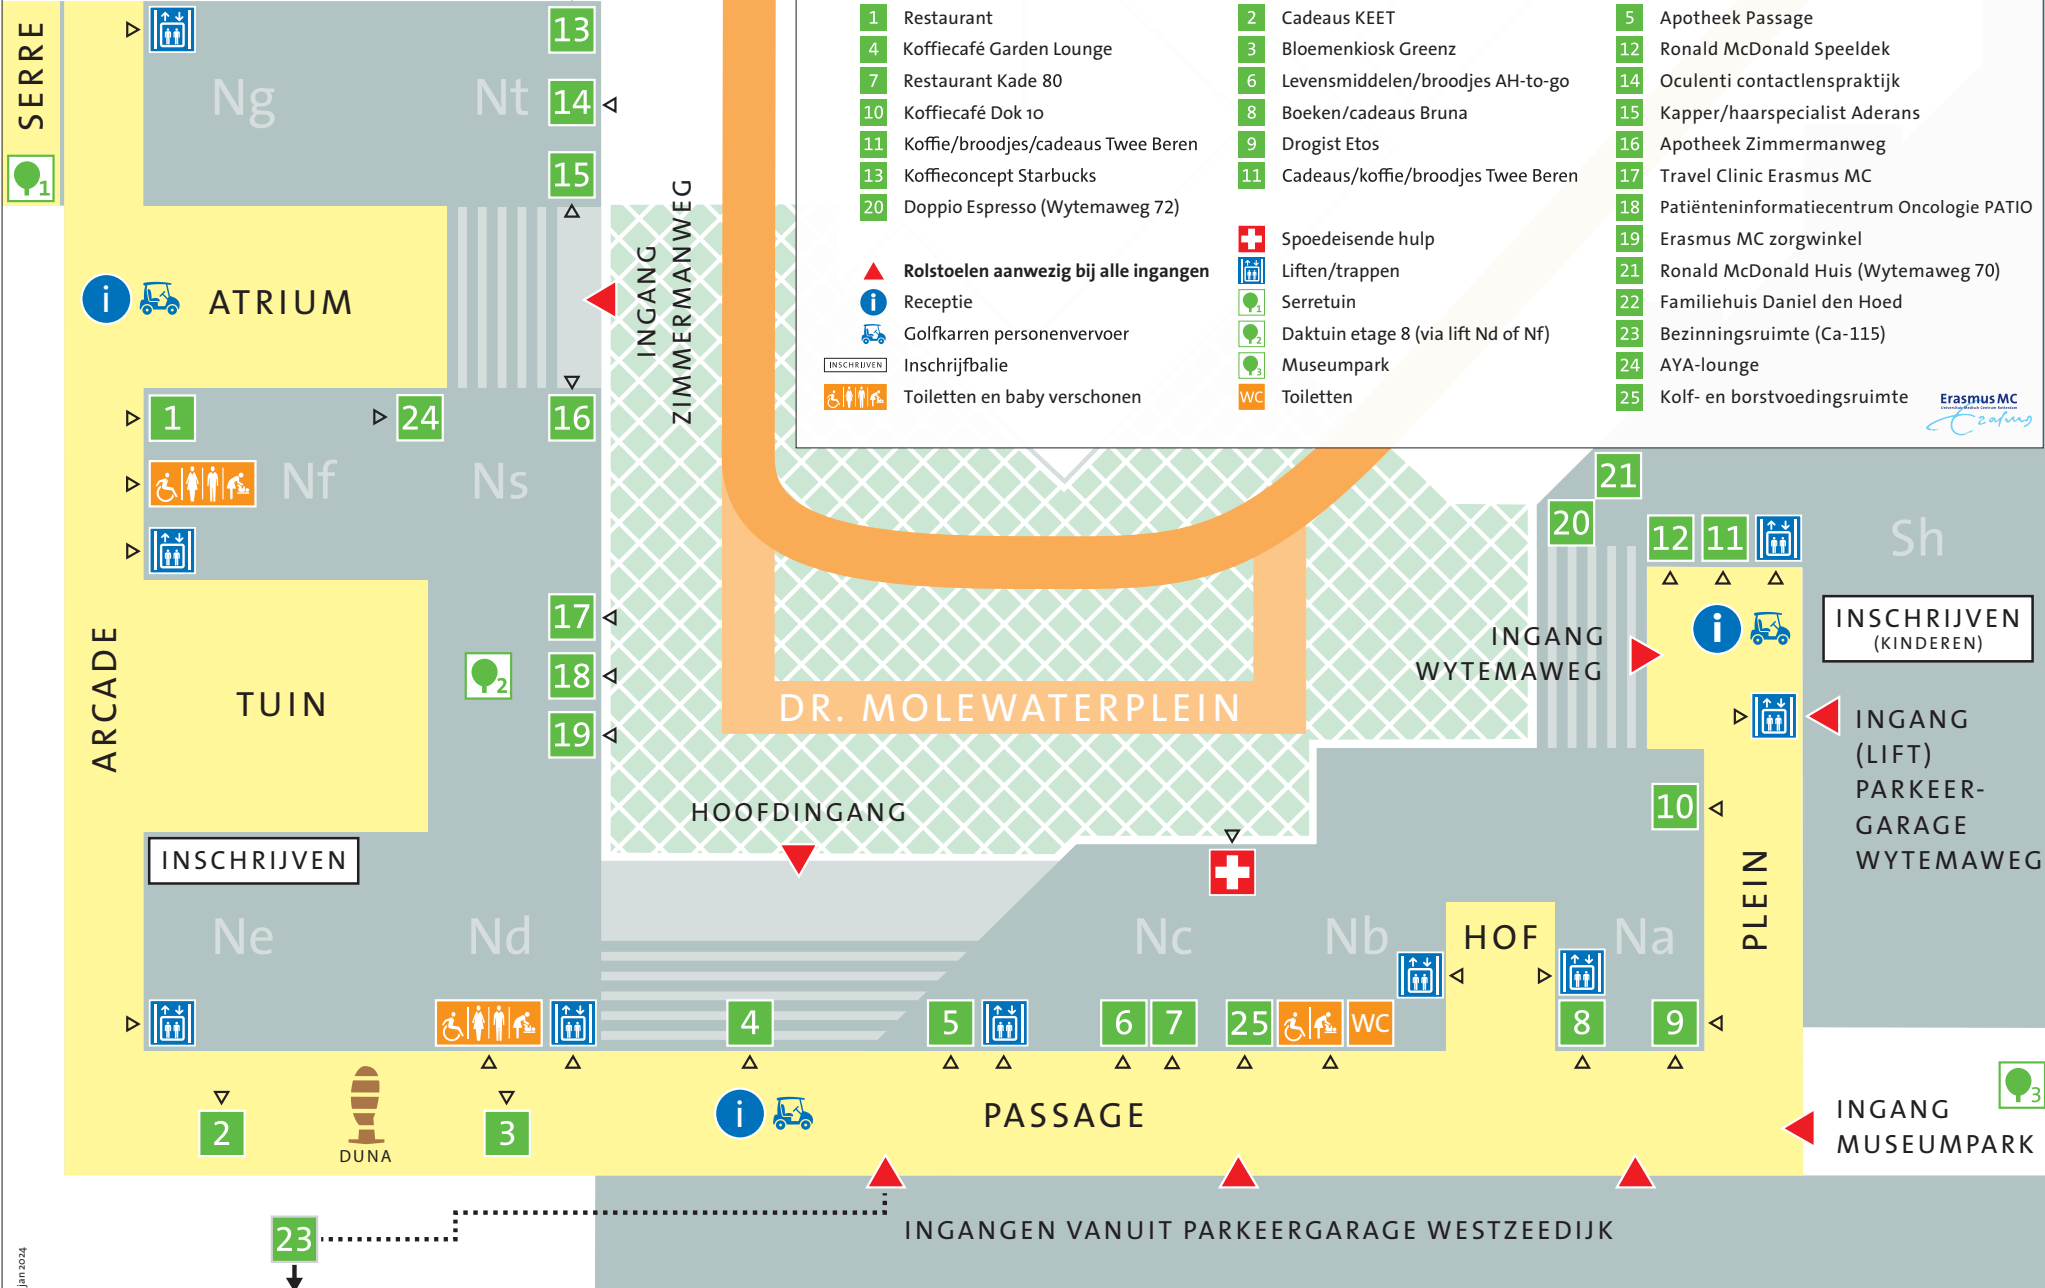 1 Restaurant
4 Koffiecafé Garden Lounge
7 Restaurant Kade 80
10 Koffiecafé Dok 10
11 Koffie/broodjes/cadeaus Twee Beren
13 Koffieconcept Starbucks
20 Doppio Espresso (Wytemaweg 72)
Rolstoelen aanwezig bij alle ingangen
i Receptie
Golfkarren personenvervoer
INSCHRIJVEN Inschrijfbalie
Toiletten en baby verschonen
2 Cadeaus KEET
3 Bloemenkiosk Greenz
6 Levensmiddelen/broodjes AH-to-go
8 Boeken/cadeaus Bruna
9 Drogist Etos
11 Cadeaus/koffie/broodjes Twee Beren
Spoedeisende hulp
Liften/trappen
1 Serretuin
2 Daktuin etage 8 (via lift Nd of Nf)
3 Museumpark
WC Toiletten
5 Apotheek Passage
12 Ronald McDonald Speeldek
14 Oculenti contactlenspraktijk
15 Kapper/haarspecialist Aderans
16 Apotheek Zimmermanweg
17 Travel Clinic Erasmus MC
18 Patiënteninformatiecentrum Oncologie PATIO
19 Erasmus MC zorgwinkel
21 Ronald McDonald Huis (Wytemaweg 70)
22 Familiehuis Daniel den Hoed
23 Bezinningsruimte (Ca-115)
24 AYA-lounge
25 Kolf- en borstvoedingsruimte
Erasmus MC
SERRE
1
13
Ng
Nt
14
15
i
ATRIUM
INGANG
ZIMMERMANWEG
1
24
16
Nf
Ns
21
20
12
11
Sh
17
i
INSCHRIJVEN
(KINDEREN)
INGANG
WYTEMAWEG
ARCADE
TUIN
2
18
19
DR. MOLEWATERPLEIN
INGANG
(LIFT)
PARKEER-
GARAGE
WYTEMAWEG
HOOFDINGANG
10
INSCHRIJVEN
PLEIN
Ne
Nd
Nc
Nb
HOF
Na
4
5
6
7
25
WC
8
9
2
DUNA
3
i
PASSAGE
3
INGANG
MUSEUMPARK
23
INGANGEN VANUIT PARKEERGARAGE WESTZEEDIJK
jan 2024